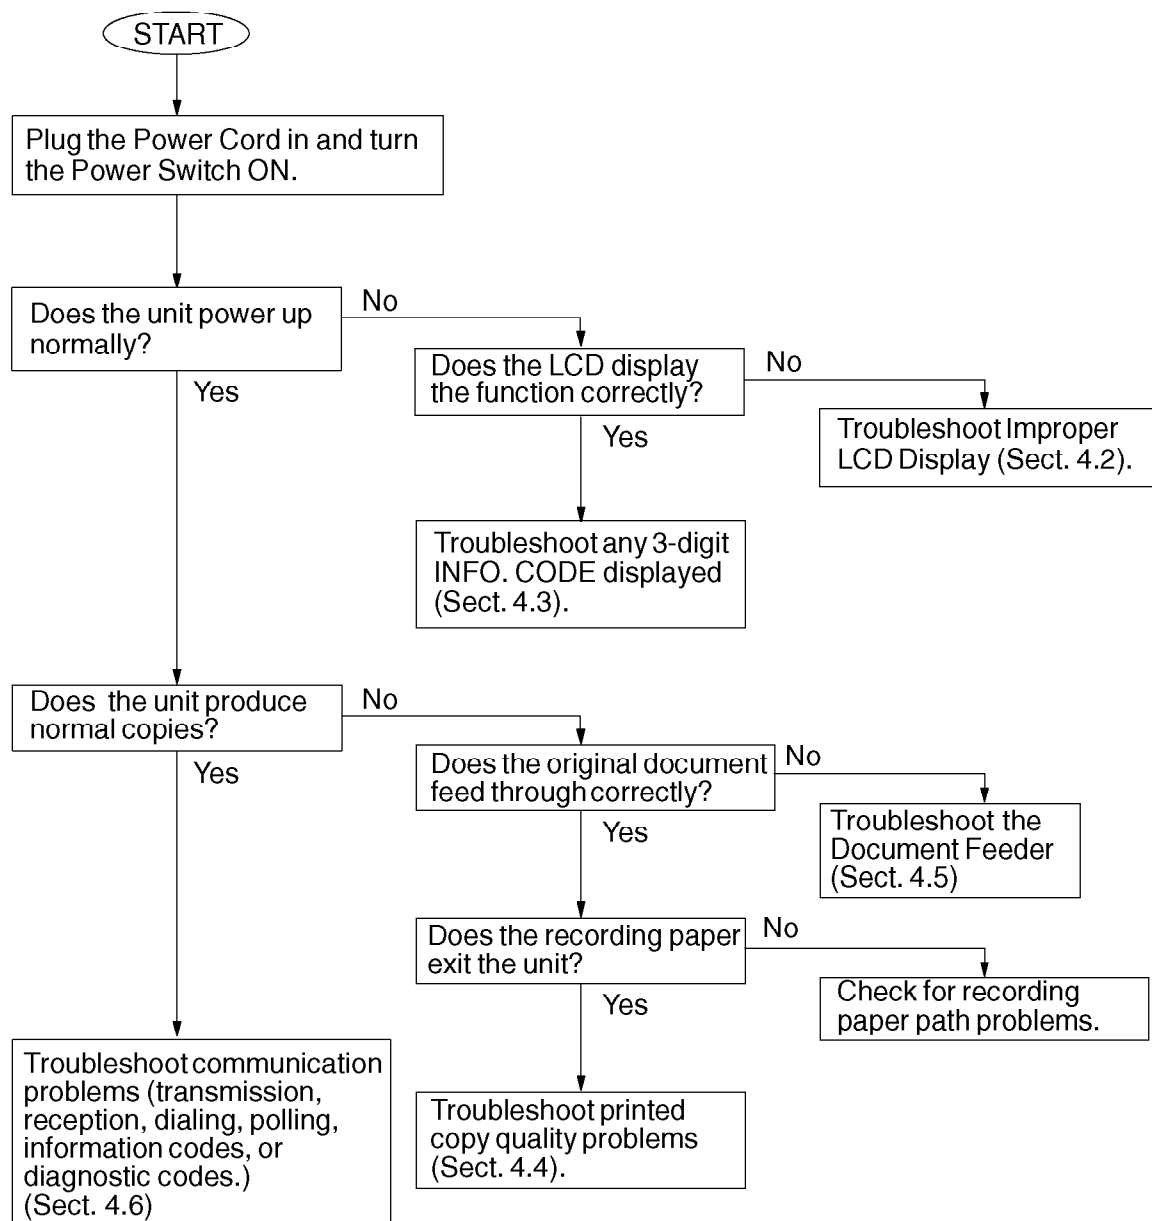 START
Plug the Power Cord in and turn
the Power Switch ON.
Does the unit power up
normally?
No
Yes
Does the LCD display
the function correctly?
No
Yes
Troubleshoot Improper
LCD Display (Sect. 4.2).
Troubleshoot any 3-digit
INFO. CODE displayed
(Sect. 4.3).
Does the unit produce
normal copies?
No
Yes
Does the original document
feed through correctly?
No
Yes
Troubleshoot the
Document Feeder
(Sect. 4.5)
Does the recording paper
exit the unit?
No
Yes
Check for recording
paper path problems.
Troubleshoot communication
problems (transmission,
reception, dialing, polling,
information codes, or
diagnostic codes.)
(Sect. 4.6)
Troubleshoot printed
copy quality problems
(Sect. 4.4).